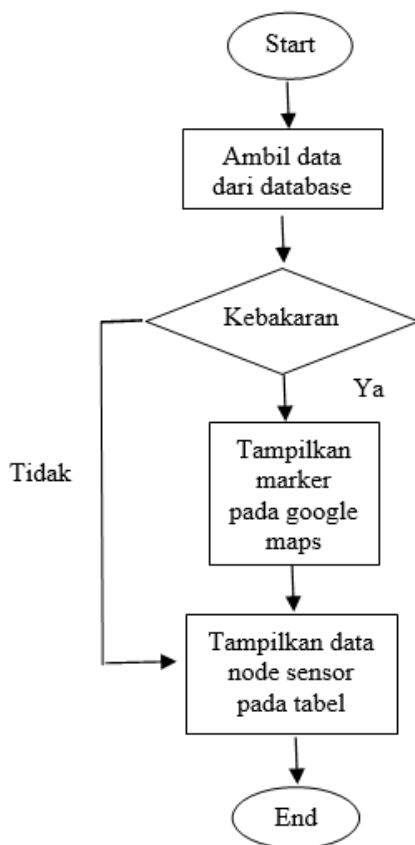 Start
Ambil data
dari database
Kebakaran
Ya
Tampilkan
marker
pada google
maps
Tidak
Tampilkan data
node sensor
pada tabel
End